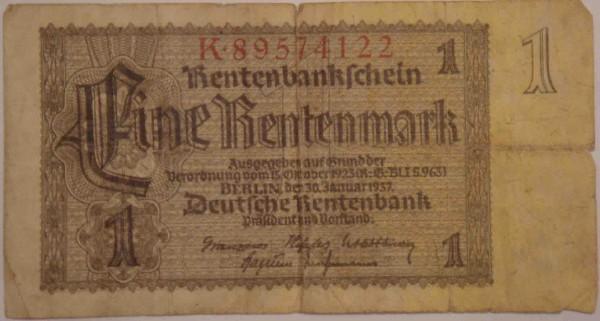 K·89574122
Rentenbankschein 1
1
Eine Rentenmark
Ausgegeben auf Grund der
Verordnung vom 15. Oktober 1923 (R.-G.-Bl. I S. 963)
BERLIN, den 30. Januar 1937.
Deutsche Rentenbank
Präsident und Vorstand:
1
1